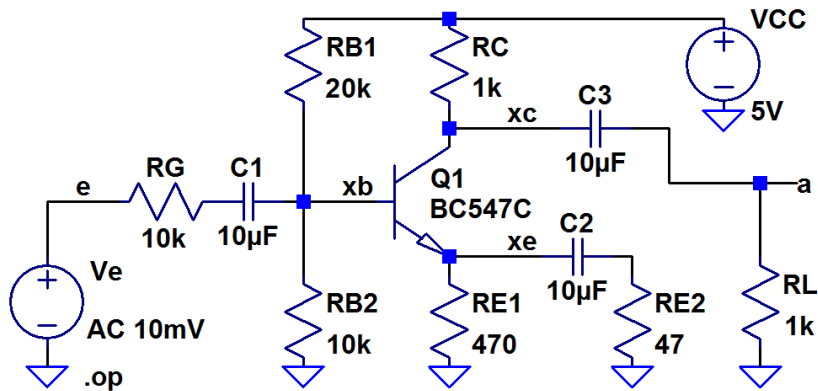 VCC
5V
RB1
20k
RC
1k
C3
10µF
xc
a
e
RG
10k
C1
10µF
xb
Q1
BC547C
xe
C2
10µF
Ve
AC 10mV
RB2
10k
RE1
470
RE2
47
RL
1k
.op